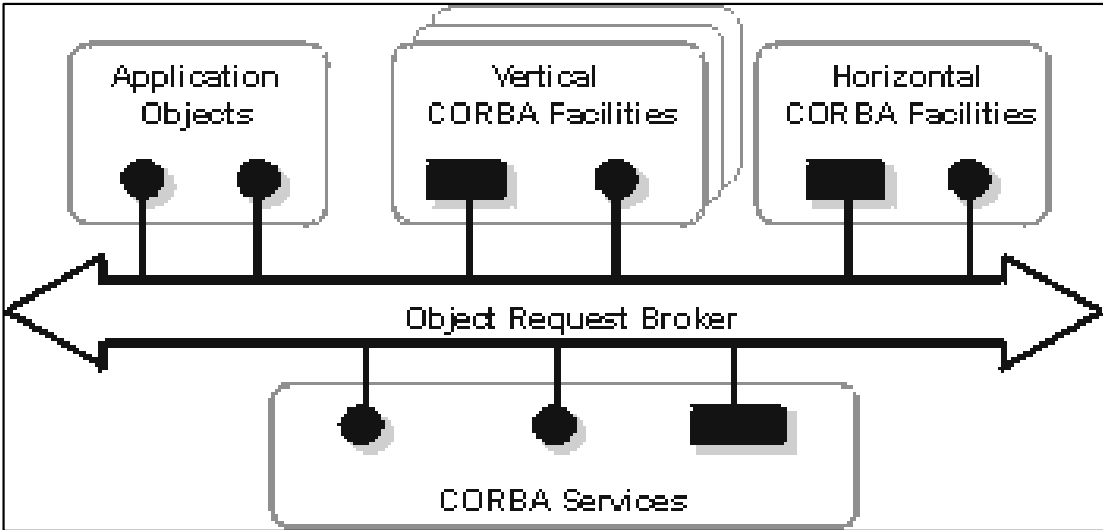 Application
Objects
Vertical
CORBA Facilities
Horizontal
CORBA Facilities
Object Request Broker
CORBA Services